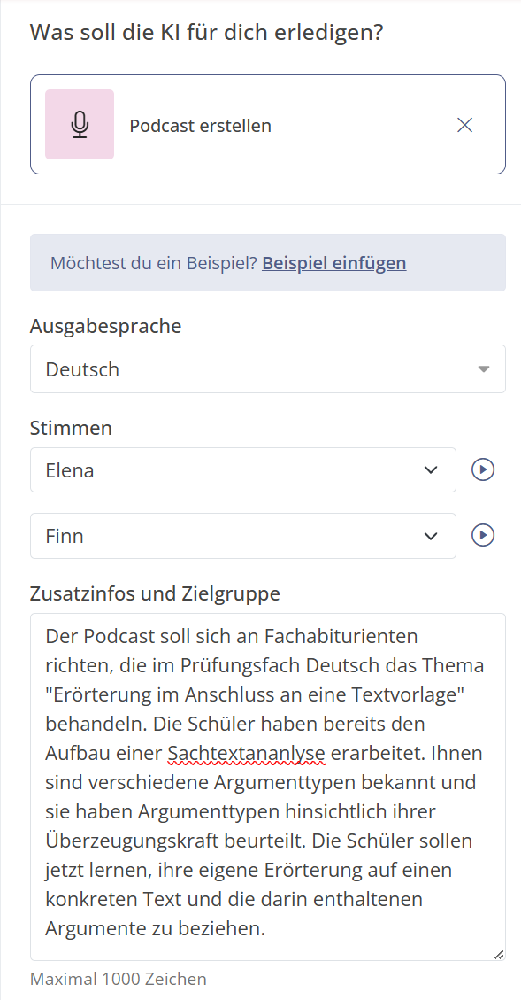 Was soll die KI für dich erledigen?
Podcast erstellen
Möchtest du ein Beispiel? Beispiel einfügen
Ausgabesprache
Deutsch
Stimmen
Elena
Finn
Zusatzinfos und Zielgruppe
Der Podcast soll sich an Fachabiturienten
richten, die im Prüfungsfach Deutsch das Thema
"Erörterung im Anschluss an eine Textvorlage"
behandeln. Die Schüler haben bereits den
Aufbau einer Sachtextananlyse erarbeitet. Ihnen
sind verschiedene Argumenttypen bekannt und
sie haben Argumenttypen hinsichtlich ihrer
Überzeugungskraft beurteilt. Die Schüler sollen
jetzt lernen, ihre eigene Erörterung auf einen
konkreten Text und die darin enthaltenen
Argumente zu beziehen.
Maximal 1000 Zeichen